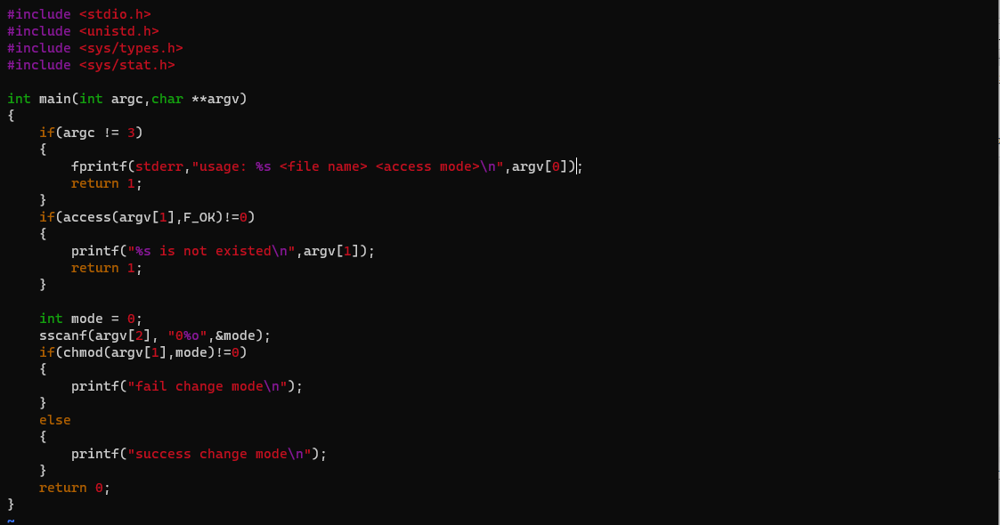 #include <stdio.h>
#include <unistd.h>
#include <sys/types.h>
#include <sys/stat.h>

int main(int argc,char **argv)
{
    if(argc != 3)
    {
        fprintf(stderr,"usage: %s <file name> <access mode>\n",argv[0]);
        return 1;
    }
    if(access(argv[1],F_OK)!=0)
    {
        printf("%s is not existed\n",argv[1]);
        return 1;
    }

    int mode = 0;
    sscanf(argv[2], "0%o",&mode);
    if(chmod(argv[1],mode)!=0)
    {
        printf("fail change mode\n");
    }
    else
    {
        printf("success change mode\n");
    }
    return 0;
}
~